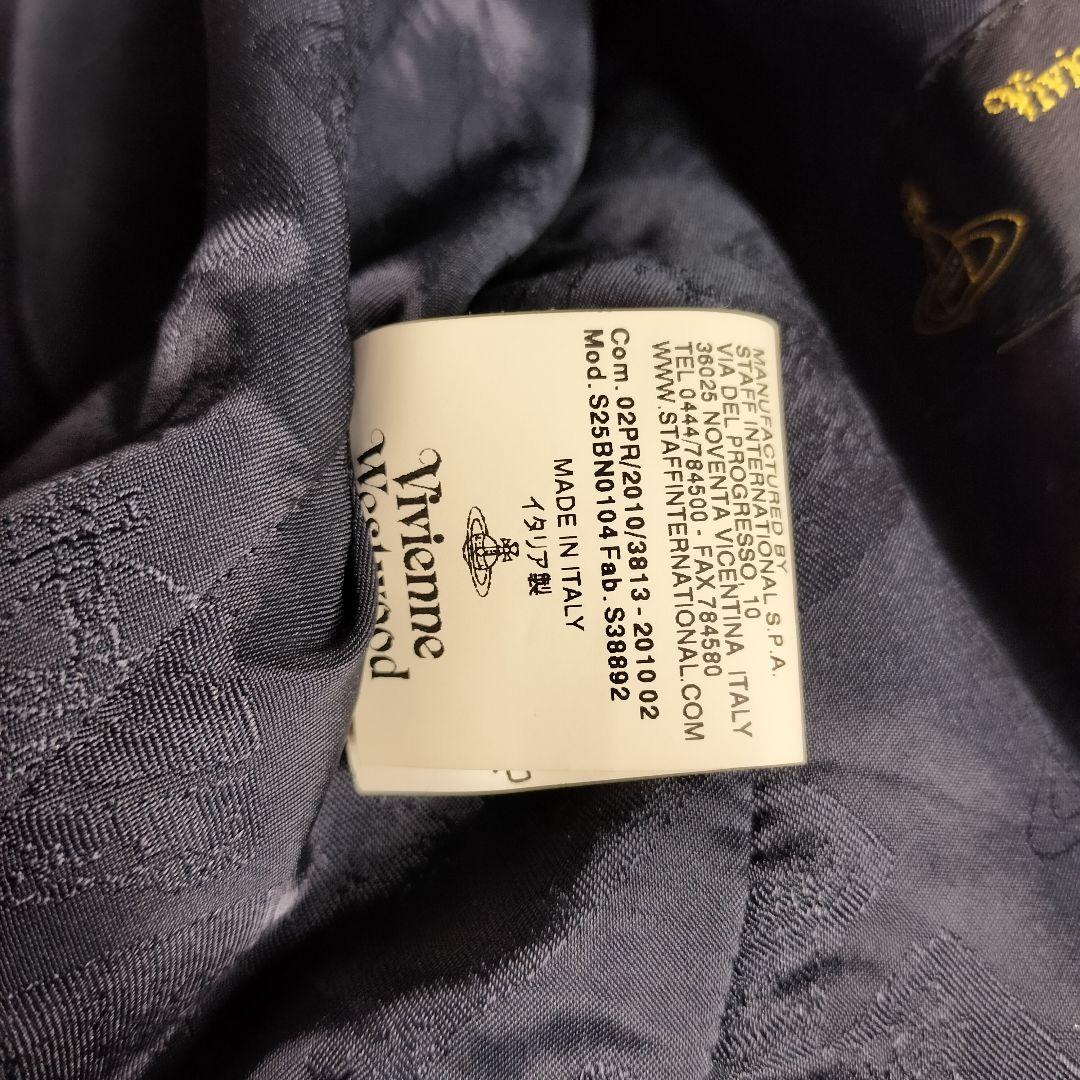 Vivienne
Westwood
イタリア製
MADE IN ITALY
Mod. S25BN0104 Fab. S38892
Com. 02PR/2010/3813 - 2010 02
WWW.STAFFINTERNATIONAL.COM
TEL 0444/784500 - FAX 784580
36025 NOVENTA VICENTINA ITALY
VIA DEL PROGRESSO, 10
STAFF INTERNATIONAL S.P.A.
MANUFACTURED BY